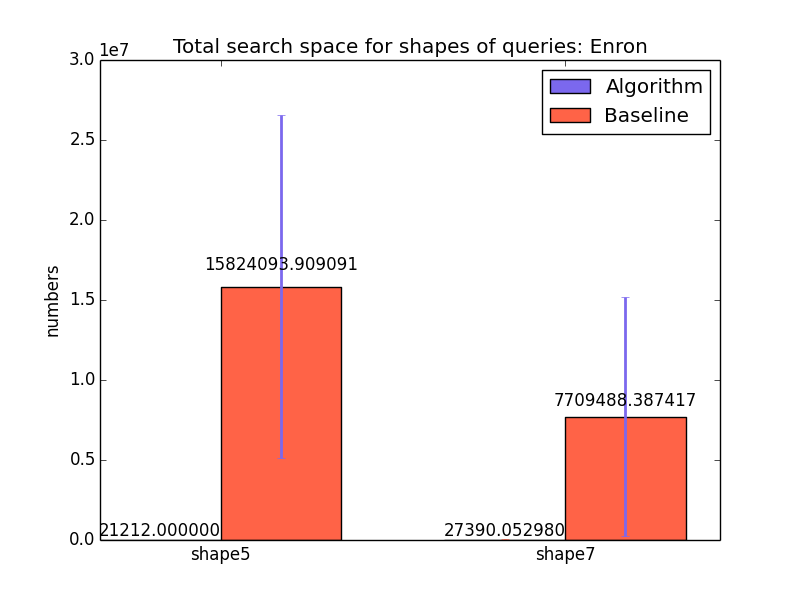 Total search space for shapes of queries: Enron
1e7
3.0
2.5
2.0
1.5
1.0
0.5
0.0
numbers
Algorithm
Baseline
15824093.909091
7709488.387417
21212.000000
27390.052980
shape5
shape7